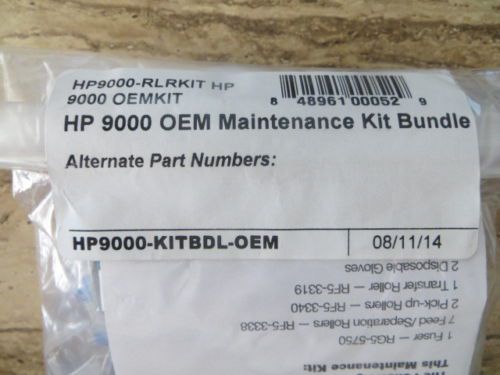 HP9000-RLRKIT HP
9000 OEMKIT
8 48961 00052 9
HP 9000 OEM Maintenance Kit Bundle
Alternate Part Numbers:
HP9000-KITBDL-OEM
08/11/14
This Maintenance Kit:
1 Fuser — RG5-5750
7 Feed/Separation Rollers — RF5-3338
2 Pick-up Rollers — RF5-3340
1 Transfer Roller — RF5-3319
2 Disposable Gloves